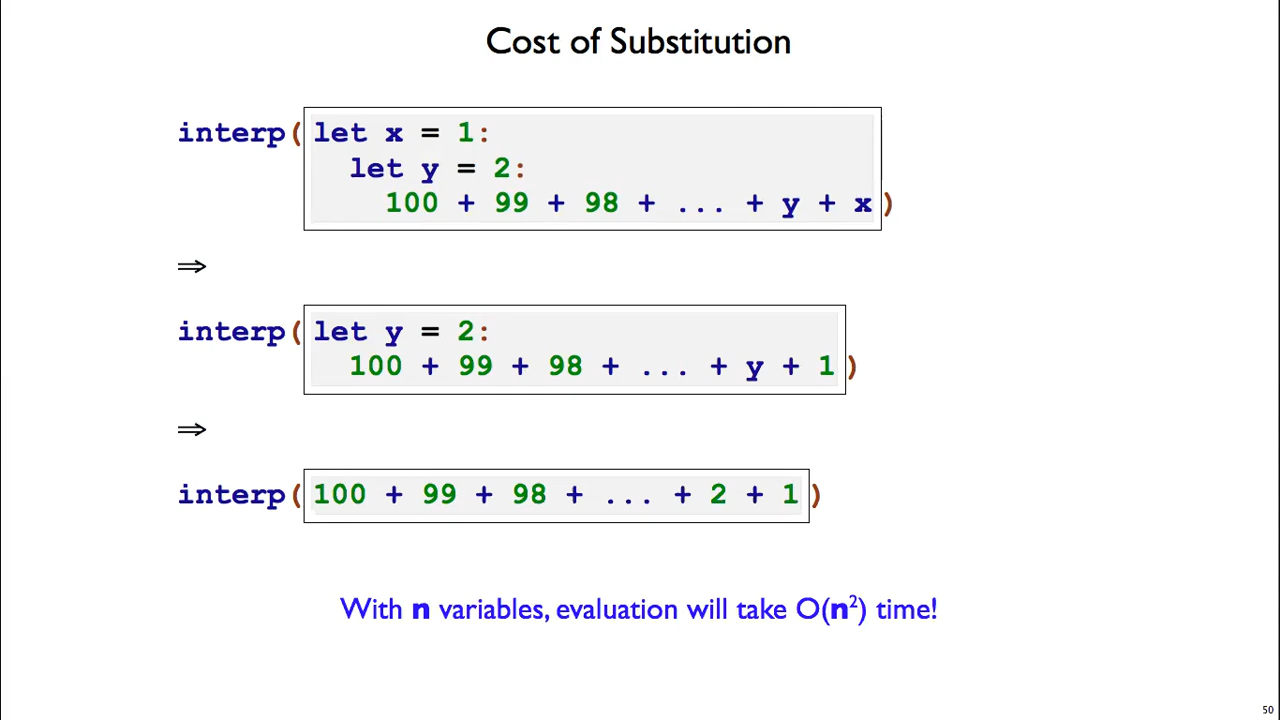 Cost of Substitution
interp(let x = 1:
let y = 2:
100 + 99 + 98 + ... + y + x)
⇒
interp(let y = 2:
100 + 99 + 98 + ... + y + 1)
⇒
interp(100 + 99 + 98 + ... + 2 + 1)
With n variables, evaluation will take O(n²) time!
50